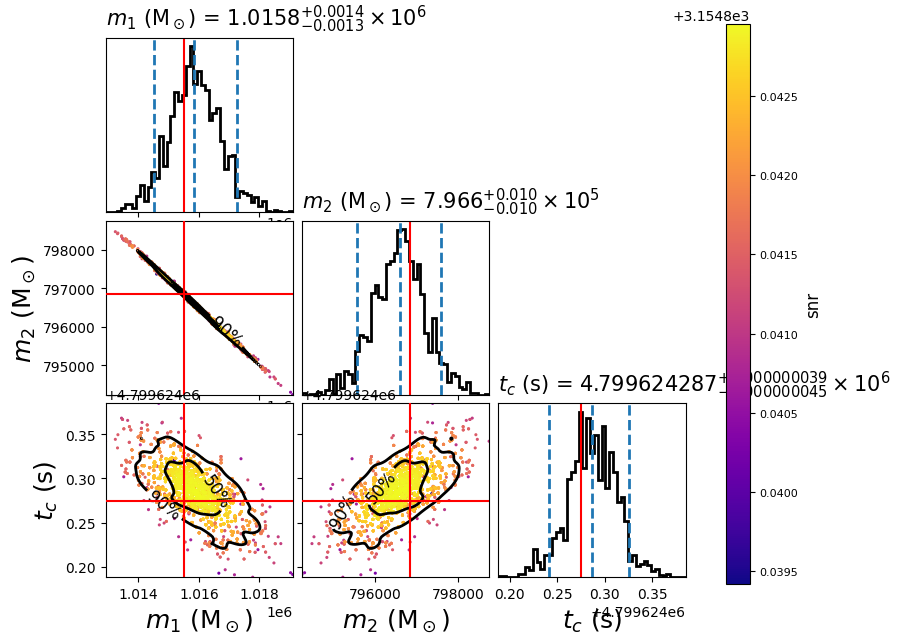 m₁ (M⊙) = 1.0158 +0.0014 −0.0013 × 10⁶
+3.1548e3
0.0425
0.0420
0.0415
0.0410
0.0405
0.0400
0.0395
snr
m₂ (M⊙) = 7.966 +0.010 −0.010 × 10⁵
m₂ (M⊙)
798000
797000
796000
795000
90%
+4.799624e6
+4.799624e6
t_c (s) = 4.799624287
× 10⁶
t_c (s)
0.35
0.30
0.25
0.20
50%
90%
50%
90%
1.014
1.016
1.018
1e6
m₁ (M⊙)
796000
798000
m₂ (M⊙)
0.20
0.25
0.30
0.35
+4.799624e6
t_c (s)